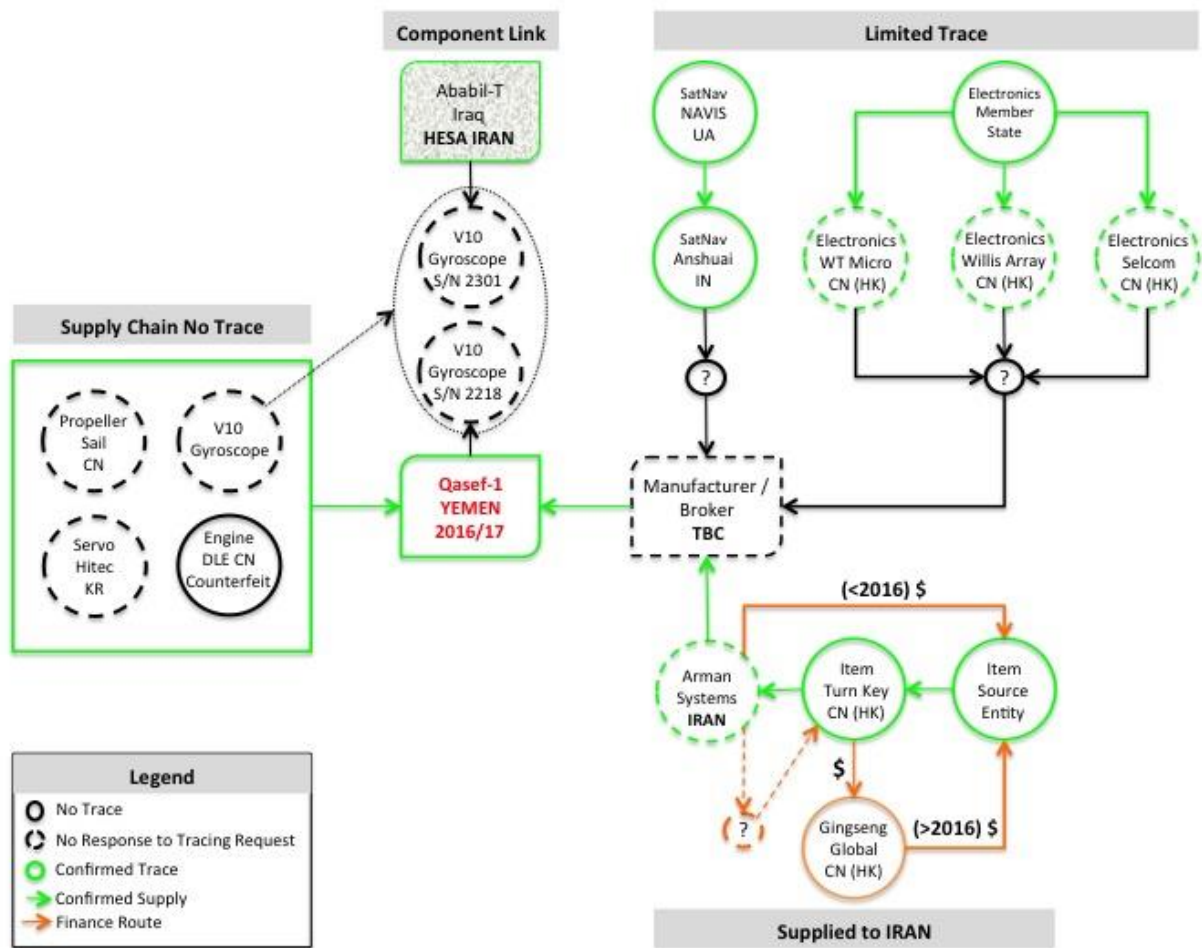 Component Link
Limited Trace
Ababil-T
Iraq
HESA IRAN
SatNav
NAVIS
UA
Electronics
Member
State
V10
Gyroscope
S/N 2301
SatNav
Anshuai
IN
Electronics
WT Micro
CN (HK)
Electronics
Willis Array
CN (HK)
Electronics
Selcom
CN (HK)
Supply Chain No Trace
V10
Gyroscope
S/N 2218
?
?
Propeller
Sail
CN
V10
Gyroscope
Qasef-1
YEMEN
2016/17
Manufacturer /
Broker
TBC
Servo
Hitec
KR
Engine
DLE CN
Counterfeit
(<2016) $
Arman
Systems
IRAN
Item
Turn Key
CN (HK)
Item
Source
Entity
$
?
Gingseng
Global
CN (HK)
(>2016) $
Legend
No Trace
No Response to Tracing Request
Confirmed Trace
Confirmed Supply
Finance Route
Supplied to IRAN